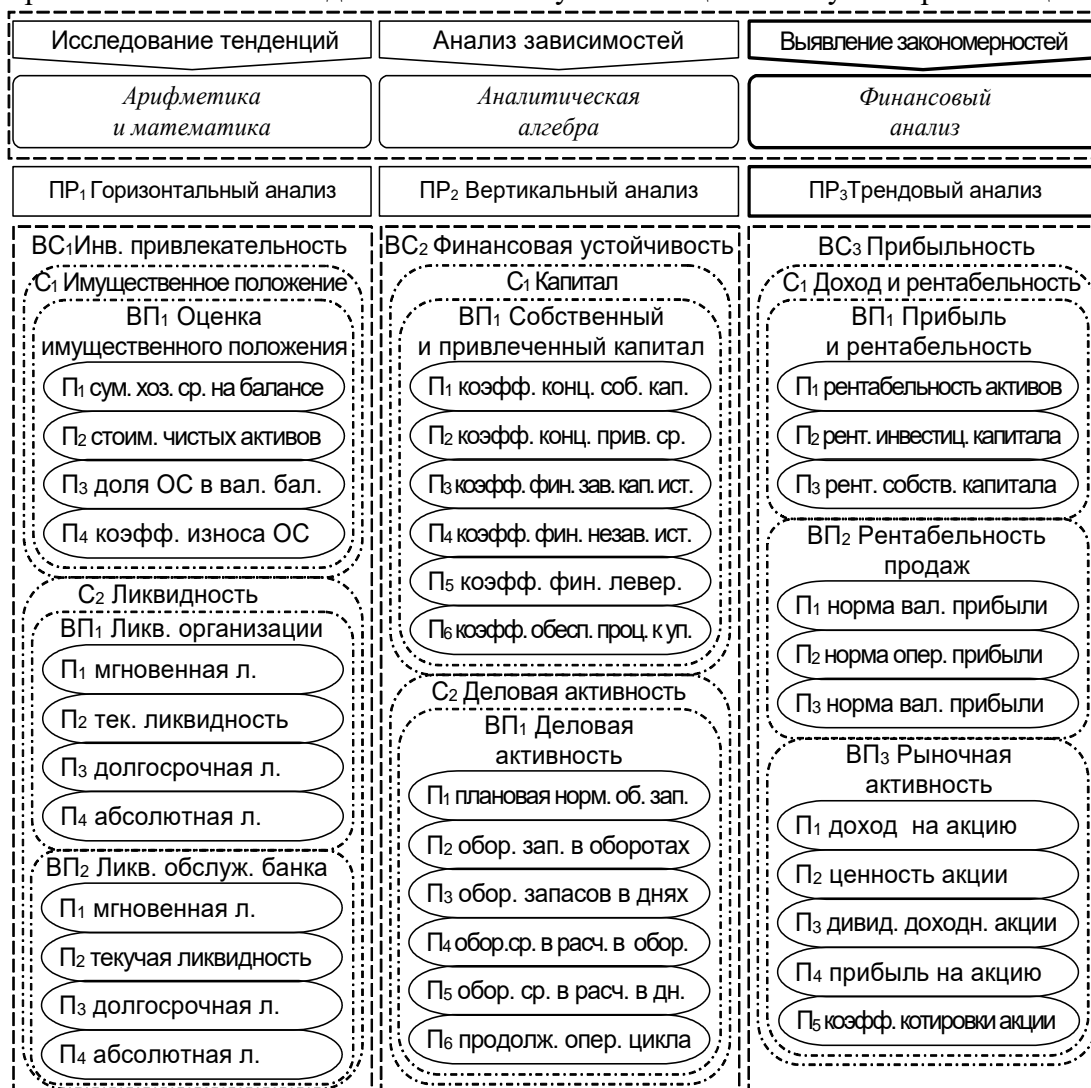 Исследование тенденций
Арифметика
и математика
ПР₁ Горизонтальный анализ
ВС₁Инв. привлекательность
С₁ Имущественное положение
ВП₁ Оценка
имущественного положения
П₁ сум. хоз. ср. на балансе
П₂ стоим. чистых активов
П₃ доля ОС в вал. бал.
П₄ коэфф. износа ОС
С₂ Ликвидность
ВП₁ Ликв. организации
П₁ мгновенная л.
П₂ тек. ликвидность
П₃ долгосрочная л.
П₄ абсолютная л.
ВП₂ Ликв. обслуж. банка
П₁ мгновенная л.
П₂ текучая ликвидность
П₃ долгосрочная л.
П₄ абсолютная л.
Анализ зависимостей
Аналитическая
алгебра
ПР₂ Вертикальный анализ
ВС₂ Финансовая устойчивость
С₁ Капитал
ВП₁ Собственный
и привлеченный капитал
П₁ коэфф. конц. соб. кап.
П₂ коэфф. конц. прив. ср.
П₃ коэфф. фин. зав. кап. ист.
П₄ коэфф. фин. незав. ист.
П₅ коэфф. фин. левер.
П₆ коэфф. обесп. проц. к уп.
С₂ Деловая активность
ВП₁ Деловая
активность
П₁ плановая норм. об. зап.
П₂ обор. зап. в оборотах
П₃ обор. запасов в днях
П₄ обор.ср. в расч. в обор.
П₅ обор. ср. в расч. в дн.
П₆ продолж. опер. цикла
Выявление закономерностей
Финансовый
анализ
ПР₃Трендовый анализ
ВС₃ Прибыльность
С₁ Доход и рентабельность
ВП₁ Прибыль
и рентабельность
П₁ рентабельность активов
П₂ рент. инвестиц. капитала
П₃ рент. собств. капитала
ВП₂ Рентабельность
продаж
П₁ норма вал. прибыли
П₂ норма опер. прибыли
П₃ норма вал. прибыли
ВП₃ Рыночная
активность
П₁ доход на акцию
П₂ ценность акции
П₃ дивид. доходн. акции
П₄ прибыль на акцию
П₅ коэфф. котировки акции